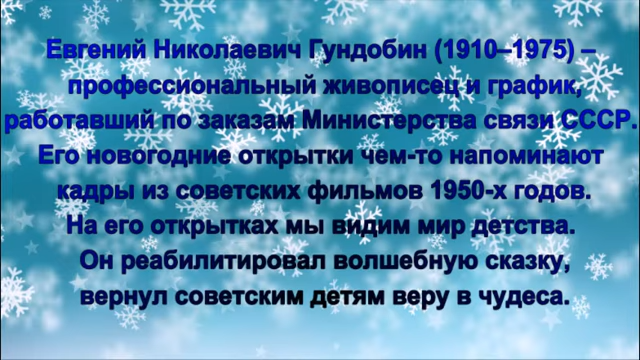 Евгений Николаевич Гундобин (1910–1975) –
профессиональный живописец и график,
работавший по заказам Министерства связи СССР.
Его новогодние открытки чем-то напоминают
кадры из советских фильмов 1950-х годов.
На его открытках мы видим мир детства.
Он реабилитировал волшебную сказку,
вернул советским детям веру в чудеса.